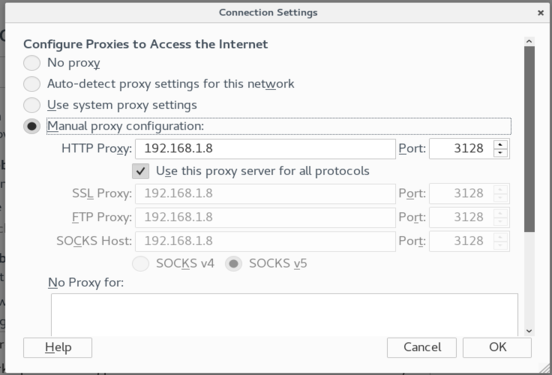 Connection Settings
Configure Proxies to Access the Internet
No proxy
Auto-detect proxy settings for this network
Use system proxy settings
Manual proxy configuration:
HTTP Proxy: 192.168.1.8 Port: 3128
Use this proxy server for all protocols
SSL Proxy: 192.168.1.8 Port: 3128
FTP Proxy: 192.168.1.8 Port: 3128
SOCKS Host: 192.168.1.8 Port: 3128
SOCKS v4 SOCKS v5
No Proxy for:
Help Cancel OK